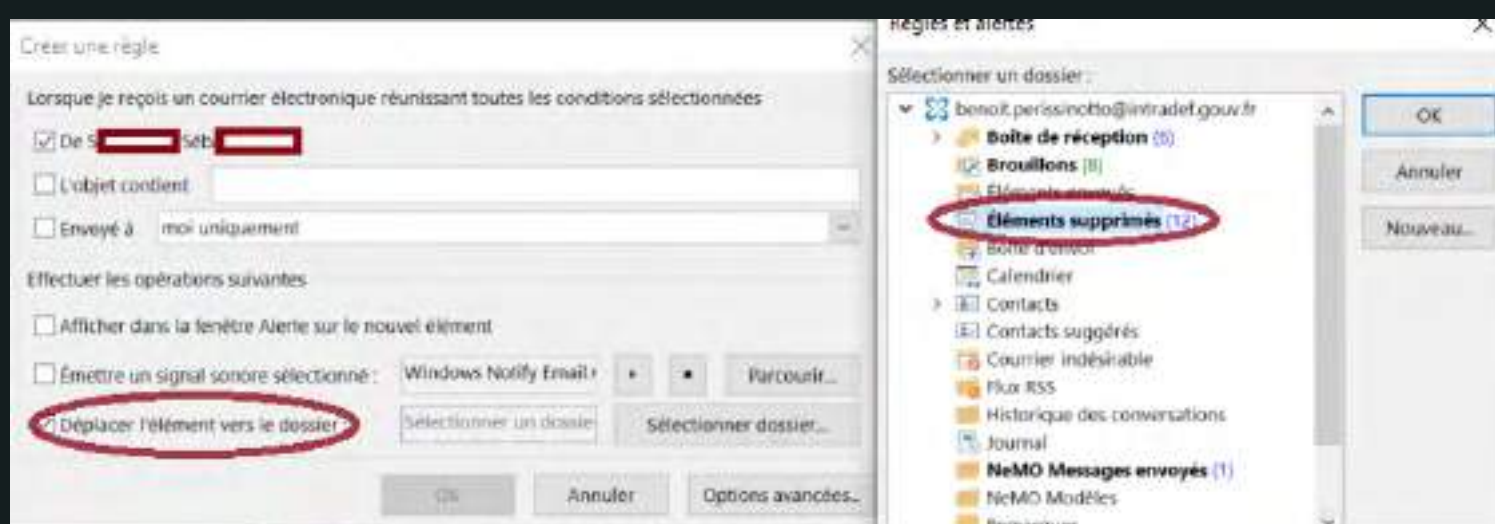 Créer une règle
Lorsque je reçois un courrier électronique réunissant toutes les conditions sélectionnées
De S Séb
L'objet contient
Envoyé à moi uniquement
Effectuer les opérations suivantes
Afficher dans la fenêtre Alerte sur le nouvel élément
Émettre un signal sonore sélectionné : Windows Notify Email Parcourir...
Déplacer l'élément vers le dossier : Sélectionner un dossie Sélectionner dossier...
OK Annuler Options avancées...
Règles et alertes
Sélectionner un dossier :
benoit.perissinotto@intradef.gouv.fr
Boîte de réception (6)
Brouillons [8]
Éléments envoyés
Éléments supprimés (12)
Boîte d'envoi
Calendrier
Contacts
Contacts suggérés
Courrier indésirable
Flux RSS
Historique des conversations
Journal
NeMO Messages envoyés (1)
NeMO Modèles
OK
Annuler
Nouveau...